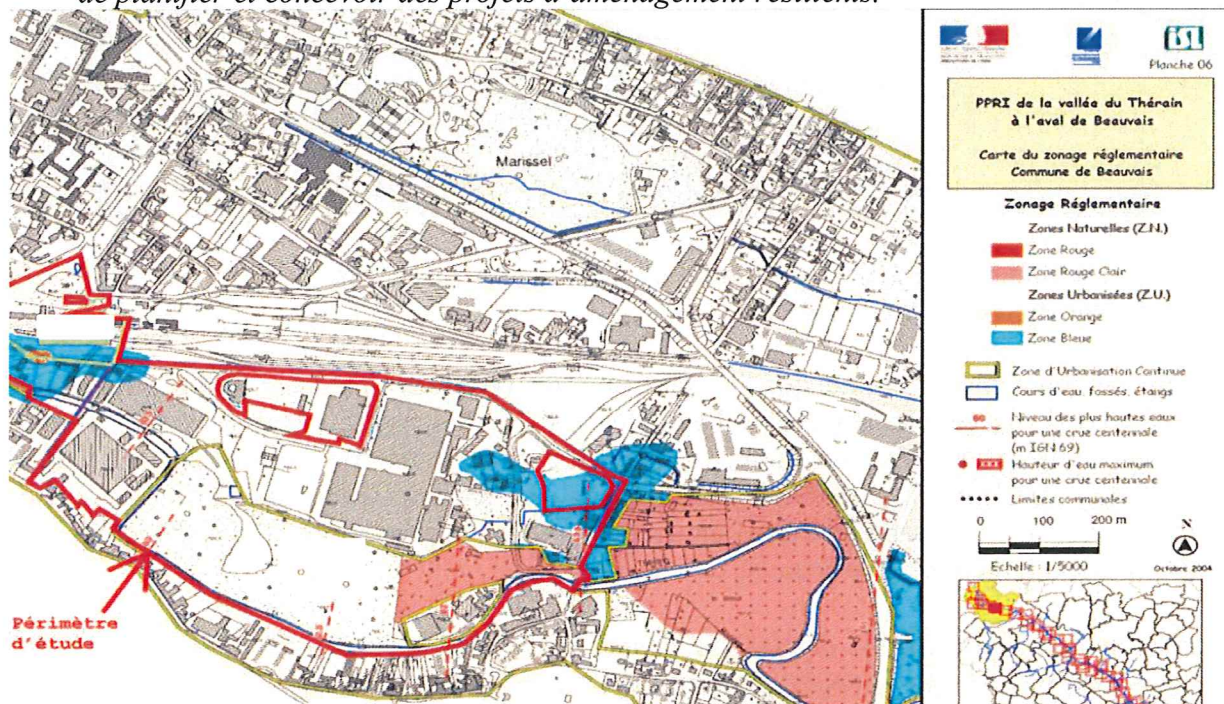 de planifier et concevoir des projets d'aménagement résilients.
Marissel
Périmètre
d'étude
Planche 06
PPRI de la vallée du Thérain
à l'aval de Beauvais
Carte du zonage réglementaire
Commune de Beauvais
Zonage Réglementaire
Zones Naturelles (Z.N.)
Zone Rouge
Zone Rouge Clair
Zones Urbanisées (Z.U.)
Zone Orange
Zone Bleue
Zone d'Urbanisation Continue
Cours d'eau, fossés, étangs
Niveau des plus hautes eaux
pour une crue centennale
(m IGN 69)
Hauteur d'eau maximum
pour une crue centennale
Limites communales
0 100 200 m
N
Echelle : 1/5000
Octobre 2004